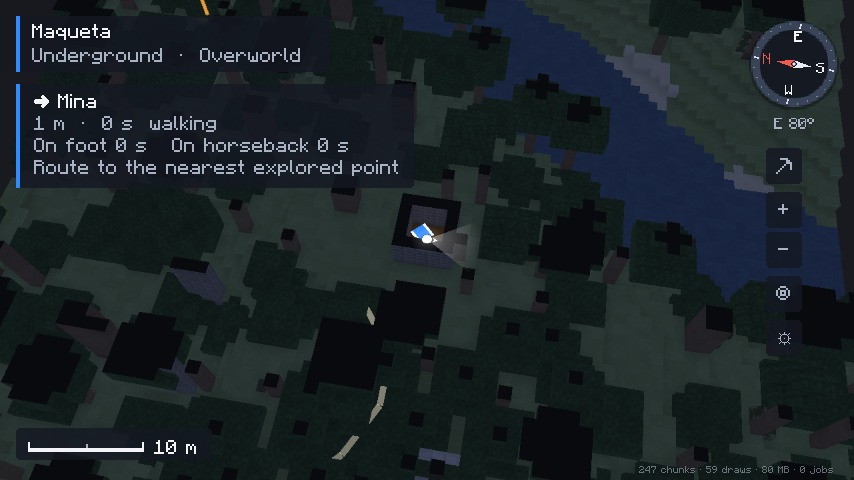 Maqueta
Underground · Overworld
➔ Mina
1 m · 0 s walking
On foot 0 s On horseback 0 s
Route to the nearest explored point
E
N
S
W
E 80°
+
−
10 m
247 chunks · 59 draws · 80 MB · 0 jobs